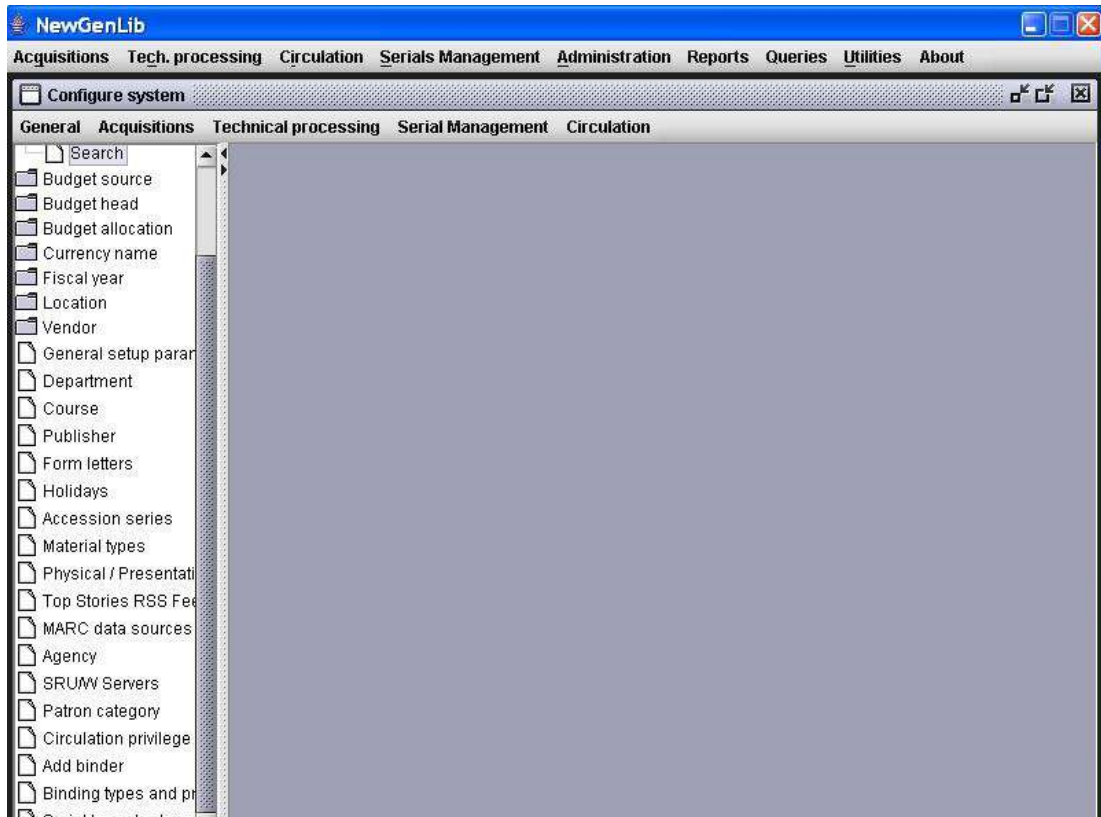 NewGenLib
Acquisitions Tech. processing Circulation Serials Management Administration Reports Queries Utilities About
Configure system
General Acquisitions Technical processing Serial Management Circulation
Search
Budget source
Budget head
Budget allocation
Currency name
Fiscal year
Location
Vendor
General setup parar
Department
Course
Publisher
Form letters
Holidays
Accession series
Material types
Physical / Presentati
Top Stories RSS Fee
MARC data sources
Agency
SRU/W Servers
Patron category
Circulation privilege
Add binder
Binding types and pr